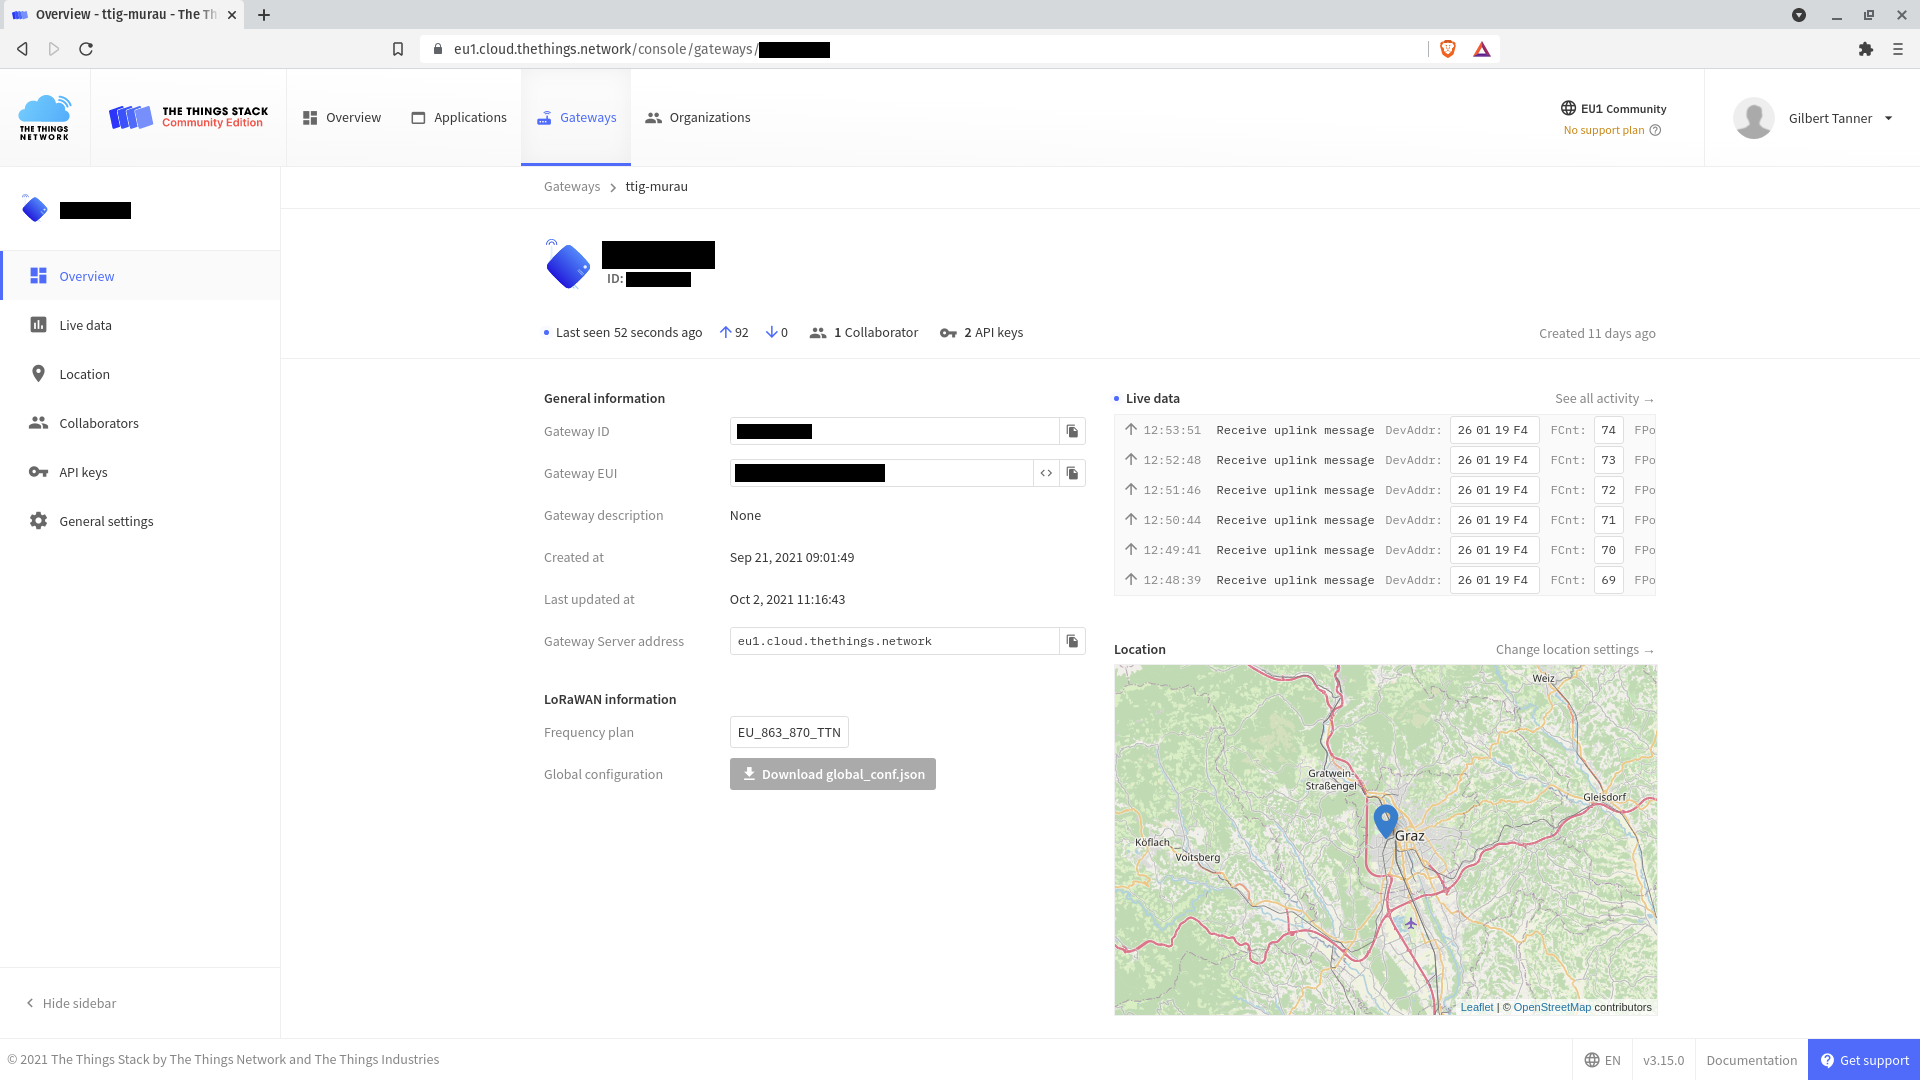 Overview - ttig-murau - The Th
eu1.cloud.thethings.network/console/gateways/
THE THINGS NETWORK
THE THINGS STACK
Community Edition
Overview
Applications
Gateways
Organizations
EU1 Community
No support plan
Gilbert Tanner
Gateways
ttig-murau
ID:
Overview
Live data
Location
Collaborators
API keys
General settings
Hide sidebar
Last seen 52 seconds ago 92 0 1 Collaborator 2 API keys
Created 11 days ago
General information
Gateway ID
Gateway EUI
<>
Gateway description None
Created at Sep 21, 2021 09:01:49
Last updated at Oct 2, 2021 11:16:43
Gateway Server address eu1.cloud.thethings.network
LoRaWAN information
Frequency plan EU_863_870_TTN
Global configuration Download global_conf.json
Live data See all activity →
12:53:51 Receive uplink message DevAddr: 26 01 19 F4 FCnt: 74 FPo
12:52:48 Receive uplink message DevAddr: 26 01 19 F4 FCnt: 73 FPo
12:51:46 Receive uplink message DevAddr: 26 01 19 F4 FCnt: 72 FPo
12:50:44 Receive uplink message DevAddr: 26 01 19 F4 FCnt: 71 FPo
12:49:41 Receive uplink message DevAddr: 26 01 19 F4 FCnt: 70 FPo
12:48:39 Receive uplink message DevAddr: 26 01 19 F4 FCnt: 69 FPo
Location Change location settings →
Weiz
Gratwein-
Straßengel
Gleisdorf
Graz
Köflach
Voitsberg
Leaflet | © OpenStreetMap contributors
© 2021 The Things Stack by The Things Network and The Things Industries
EN
v3.15.0
Documentation
Get support